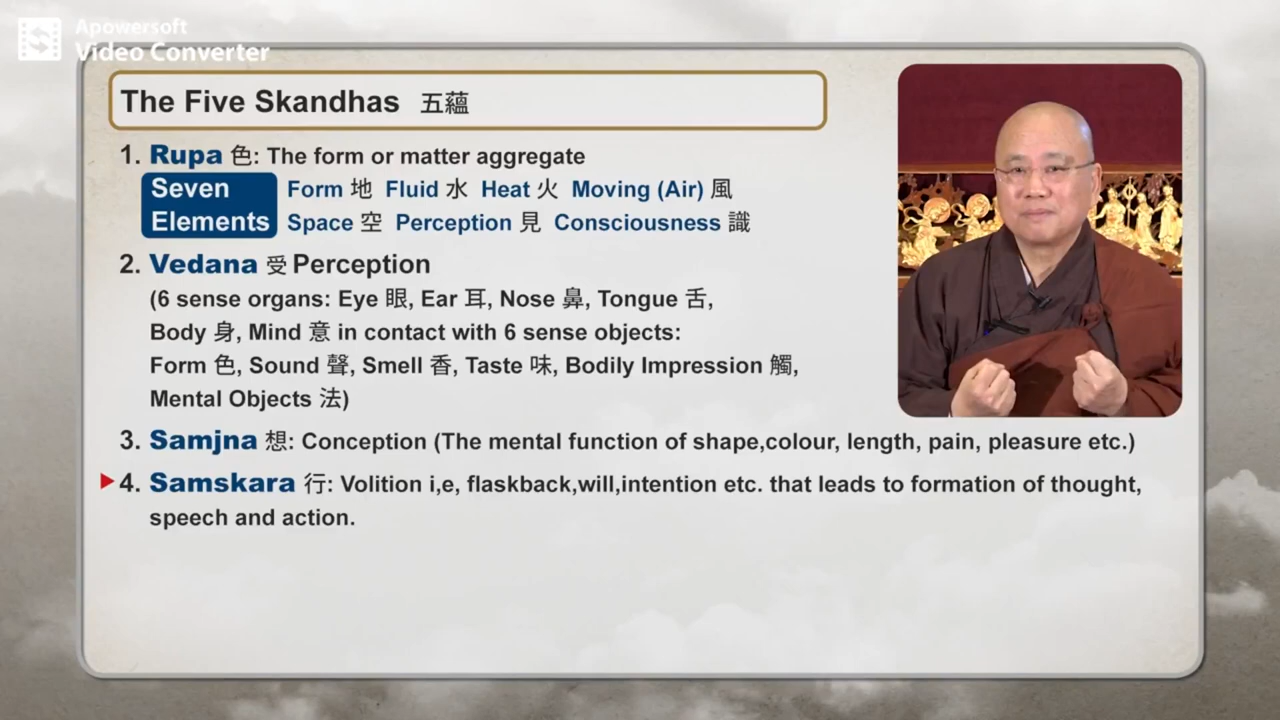 Apowersoft
Video Converter
The Five Skandhas 五蘊
1. Rupa 色: The form or matter aggregate
Seven Elements
Form 地 Fluid 水 Heat 火 Moving (Air) 風
Space 空 Perception 見 Consciousness 識
2. Vedana 受 Perception
(6 sense organs: Eye 眼, Ear 耳, Nose 鼻, Tongue 舌,
Body 身, Mind 意 in contact with 6 sense objects:
Form 色, Sound 聲, Smell 香, Taste 味, Bodily Impression 觸,
Mental Objects 法)
3. Samjna 想: Conception (The mental function of shape,colour, length, pain, pleasure etc.)
4. Samskara 行: Volition i,e, flaskback,will,intention etc. that leads to formation of thought,
speech and action.